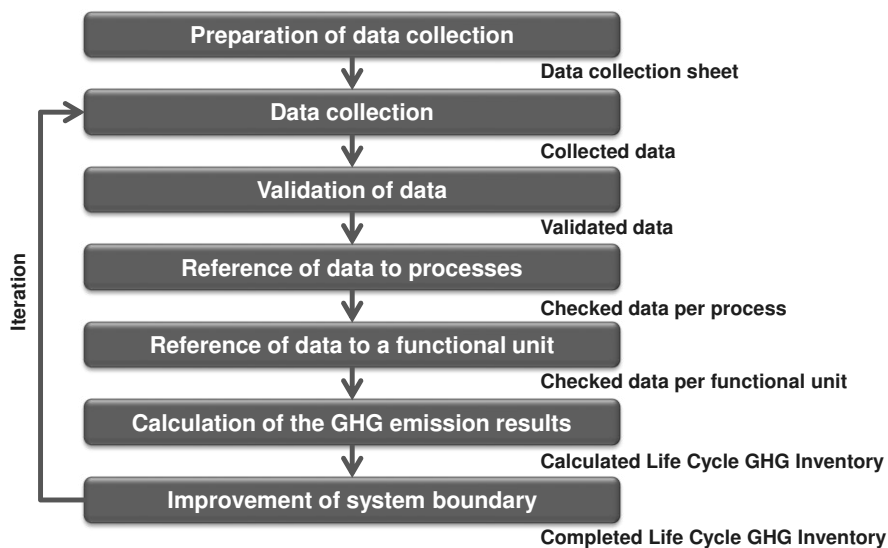 Preparation of data collection
Data collection sheet
Data collection
Collected data
Validation of data
Validated data
Reference of data to processes
Checked data per process
Reference of data to a functional unit
Checked data per functional unit
Calculation of the GHG emission results
Calculated Life Cycle GHG Inventory
Improvement of system boundary
Completed Life Cycle GHG Inventory
Iteration